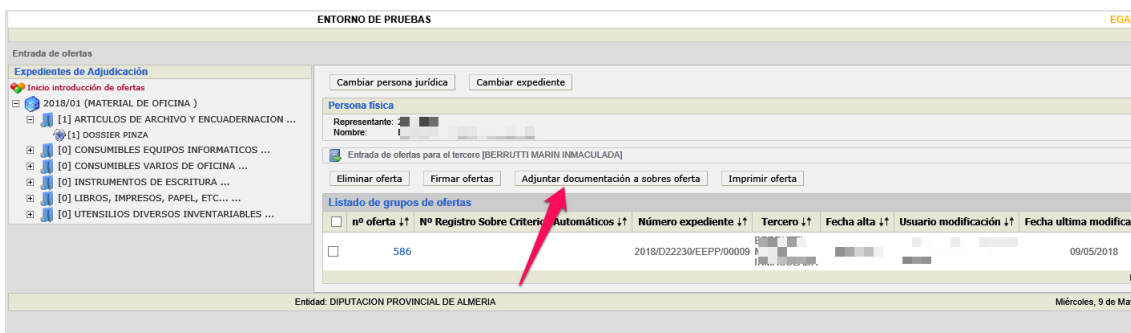 ENTORNO DE PRUEBAS
EGA
Entrada de ofertas
Expedientes de Adjudicación
Inicio introducción de ofertas
2018/01 (MATERIAL DE OFICINA )
[1] ARTICULOS DE ARCHIVO Y ENCUADERNACION ...
[1] DOSSIER PINZA
[0] CONSUMIBLES EQUIPOS INFORMATICOS ...
[0] CONSUMIBLES VARIOS DE OFICINA ...
[0] INSTRUMENTOS DE ESCRITURA ...
[0] LIBROS, IMPRESOS, PAPEL, ETC... ...
[0] UTENSILIOS DIVERSOS INVENTARIABLES ...
Cambiar persona jurídica Cambiar expediente
Persona física
Representante:
Nombre:
Entrada de ofertas para el tercero [BERRUTTI MARIN INMACULADA]
Eliminar oferta Firmar ofertas Adjuntar documentación a sobres oferta Imprimir oferta
Listado de grupos de ofertas
nº oferta ↓↑ Nº Registro Sobre Criterios Automáticos ↓↑ Número expediente ↓↑ Tercero ↓↑ Fecha alta ↓↑ Usuario modificación ↓↑ Fecha ultima modifica
586 2018/D22230/EEPP/00009 09/05/2018
Entidad: DIPUTACION PROVINCIAL DE ALMERIA
Miércoles, 9 de Ma